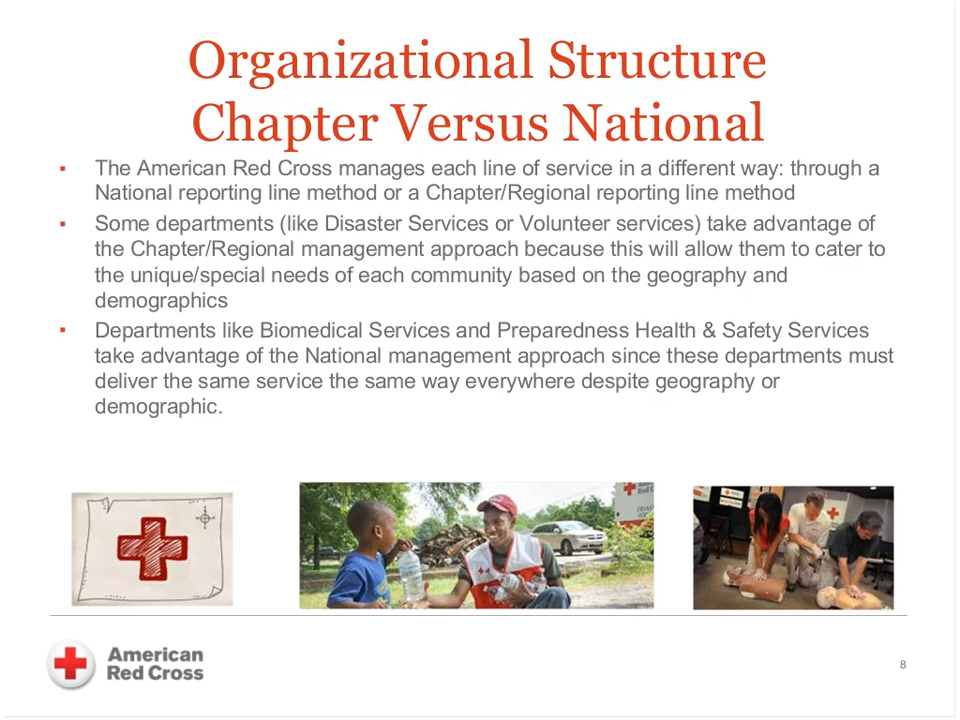 Organizational Structure
Chapter Versus National
▪ The American Red Cross manages each line of service in a different way: through a
National reporting line method or a Chapter/Regional reporting line method
▪ Some departments (like Disaster Services or Volunteer services) take advantage of
the Chapter/Regional management approach because this will allow them to cater to
the unique/special needs of each community based on the geography and
demographics
▪ Departments like Biomedical Services and Preparedness Health & Safety Services
take advantage of the National management approach since these departments must
deliver the same service the same way everywhere despite geography or
demographic.
American
Red Cross
8